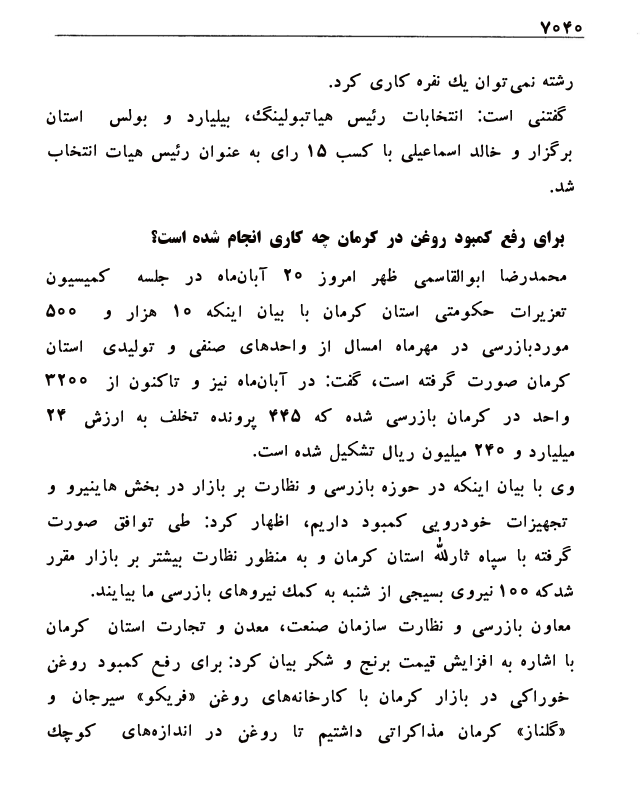 ۷۰۴۰
رشته نمی‌توان یك نفره کاری کرد.
گفتنی است: انتخابات رئیس هیاتبولینگ، بیلیارد و بولس استان
برگزار و خالد اسماعیلی با کسب ۱۵ رای به عنوان رئیس هیات انتخاب
شد.
برای رفع کمبود روغن در کرمان چه کاری انجام شده است؟
محمدرضا ابوالقاسمی ظهر امروز ۲۰ آبان‌ماه در جلسه کمیسیون
تعزیرات حکومتی استان کرمان با بیان اینکه ۱۰ هزار و ۵۰۰
موردبازرسی در مهرماه امسال از واحدهای صنفی و تولیدی استان
کرمان صورت گرفته است، گفت: در آبان‌ماه نیز و تاکنون از ۳۲۰۰
واحد در کرمان بازرسی شده که ۴۴۵ پرونده تخلف به ارزش ۲۴
میلیارد و ۲۴۰ میلیون ریال تشکیل شده است.
وی با بیان اینکه در حوزه بازرسی و نظارت بر بازار در بخش هاینیرو و
تجهیزات خودرویی کمبود داریم، اظهار کرد: طی توافق صورت
گرفته با سپاه ثارالله استان کرمان و به منظور نظارت بیشتر بر بازار مقرر
شدکه ۱۰۰ نیروی بسیجی از شنبه به کمك نیروهای بازرسی ما بیایند.
معاون بازرسی و نظارت سازمان صنعت، معدن و تجارت استان کرمان
با اشاره به افزایش قیمت برنج و شکر بیان کرد: برای رفع کمبود روغن
خوراکی در بازار کرمان با کارخانه‌های روغن «فریکو» سیرجان و
«گلناز» کرمان مذاکراتی داشتیم تا روغن در اندازه‌های کوچك